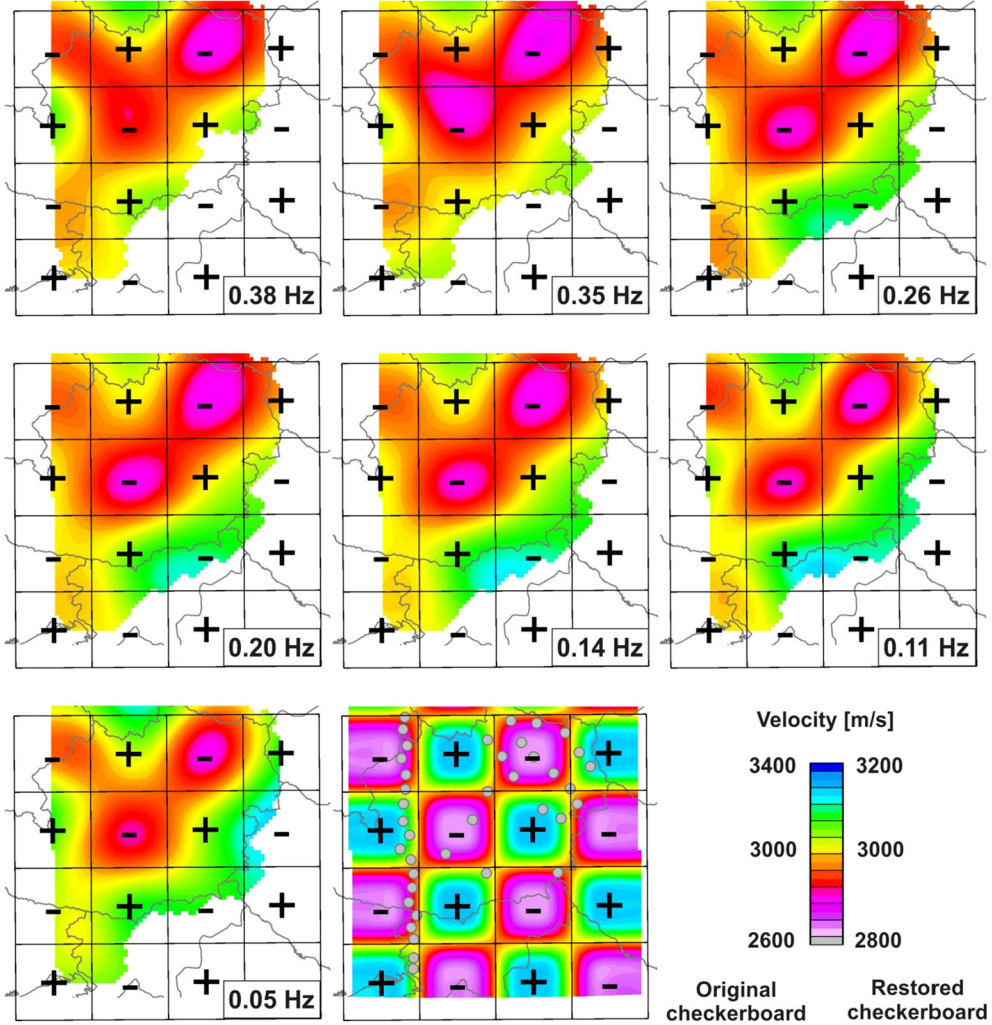 0.38 Hz
0.35 Hz
0.26 Hz
0.20 Hz
0.14 Hz
0.11 Hz
0.05 Hz
Velocity [m/s]
3400 3200
3000 3000
2600 2800
Original
checkerboard
Restored
checkerboard